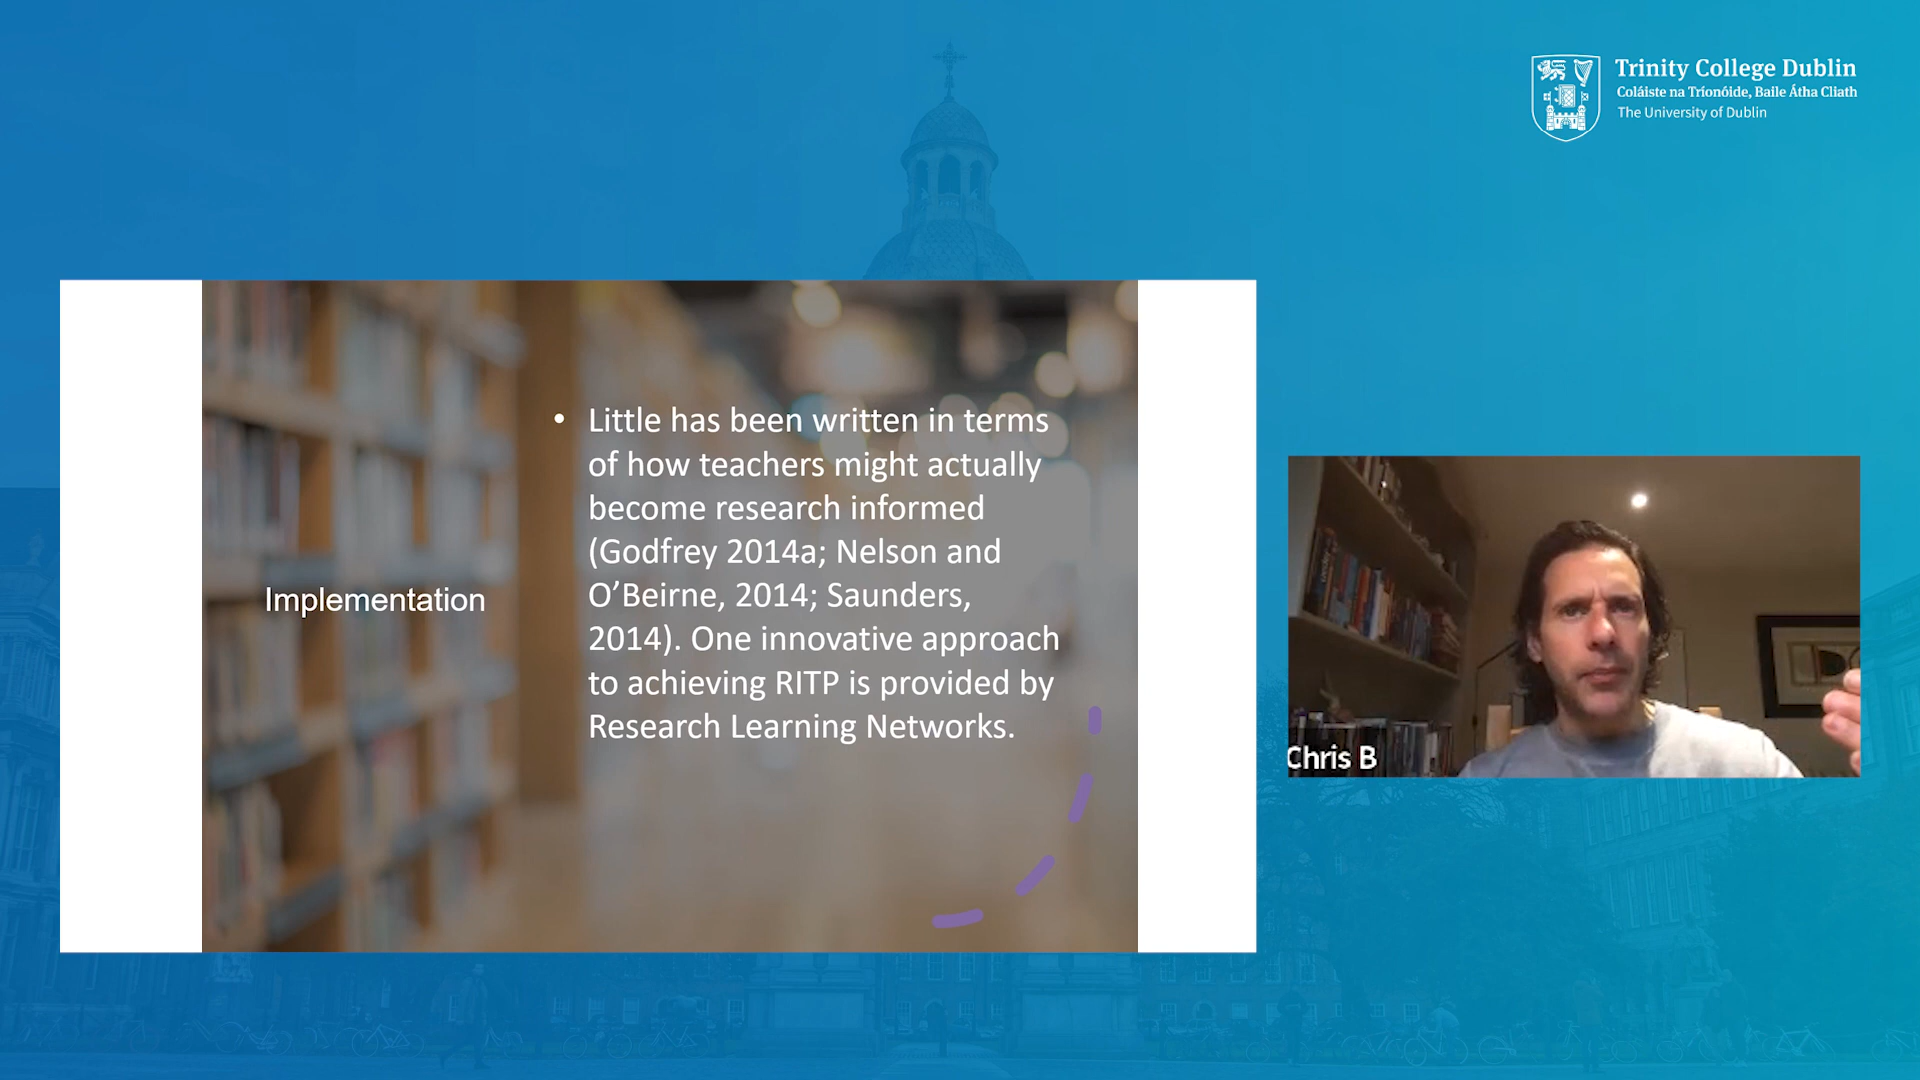 Trinity College Dublin
Coláiste na Tríonóide, Baile Átha Cliath
The University of Dublin
Implementation
• Little has been written in terms
of how teachers might actually
become research informed
(Godfrey 2014a; Nelson and
O’Beirne, 2014; Saunders,
2014). One innovative approach
to achieving RITP is provided by
Research Learning Networks.
Chris B